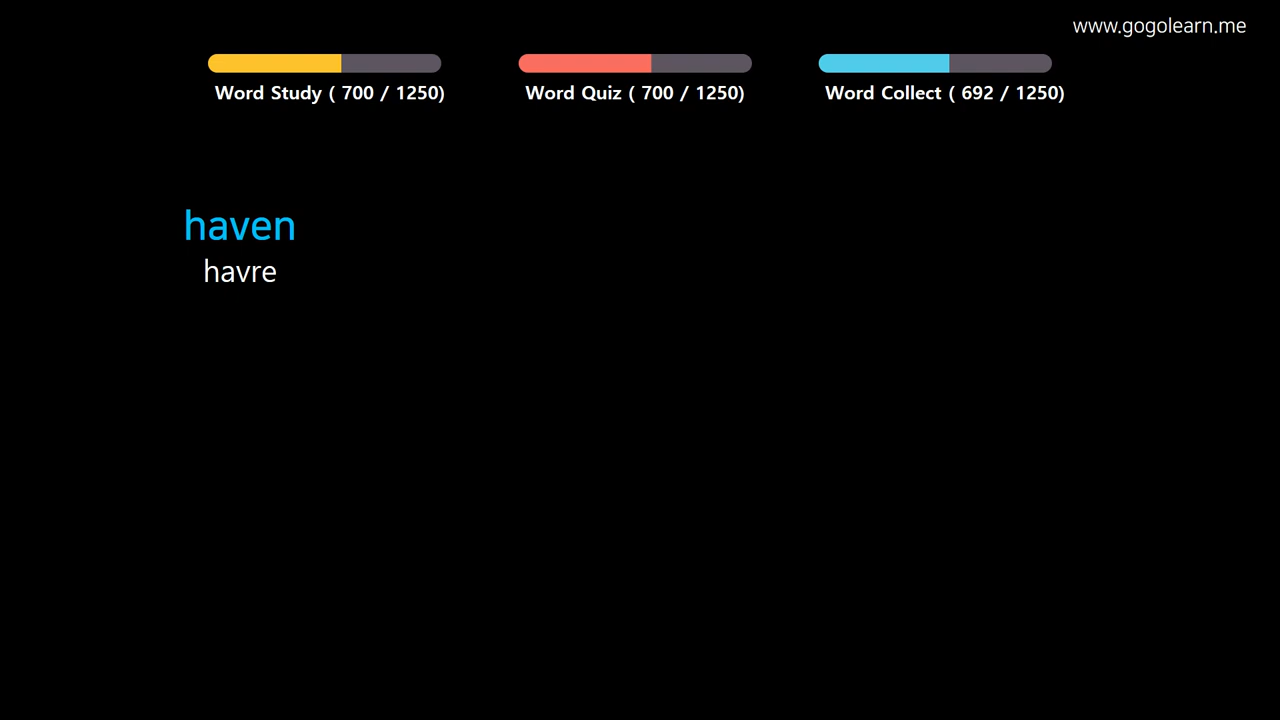 www.gogolearn.me
Word Study ( 700 / 1250)
Word Quiz ( 700 / 1250)
Word Collect ( 692 / 1250)
haven
havre